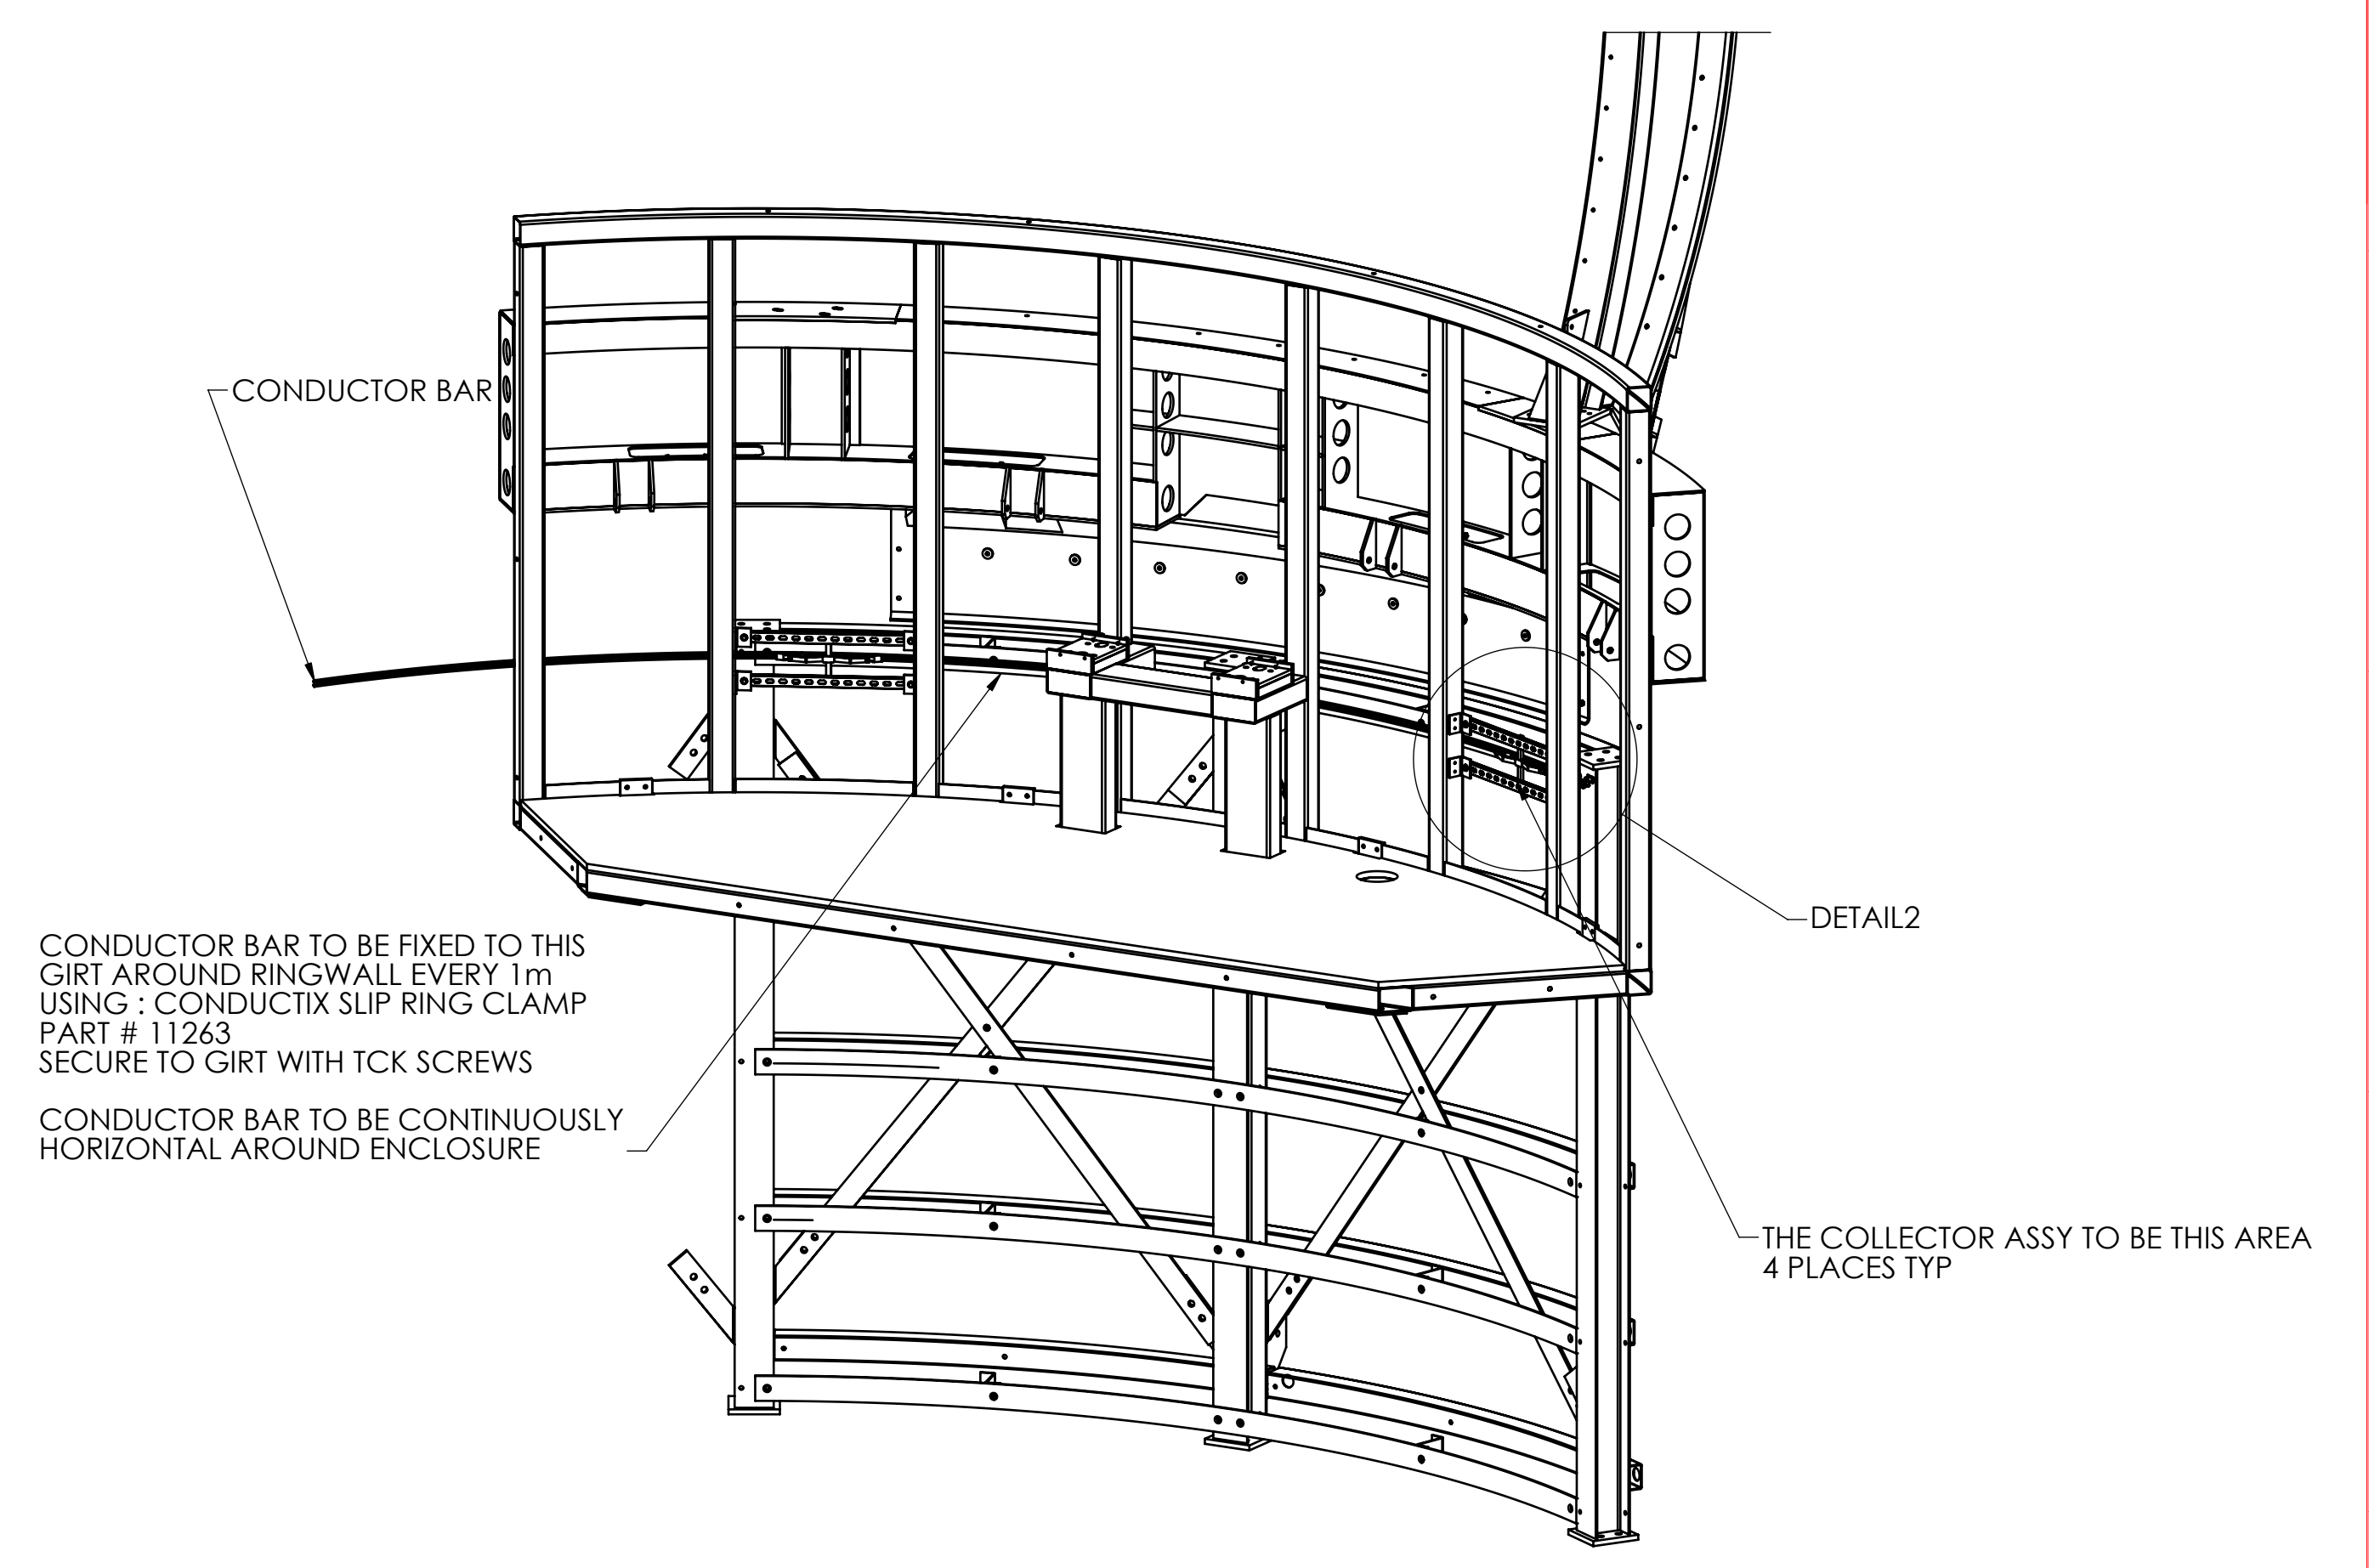 CONDUCTOR BAR
CONDUCTOR BAR TO BE FIXED TO THIS
GIRT AROUND RINGWALL EVERY 1m
USING : CONDUCTIX SLIP RING CLAMP
PART # 11263
SECURE TO GIRT WITH TCK SCREWS
CONDUCTOR BAR TO BE CONTINUOUSLY
HORIZONTAL AROUND ENCLOSURE
DETAIL2
THE COLLECTOR ASSY TO BE THIS AREA
4 PLACES TYP